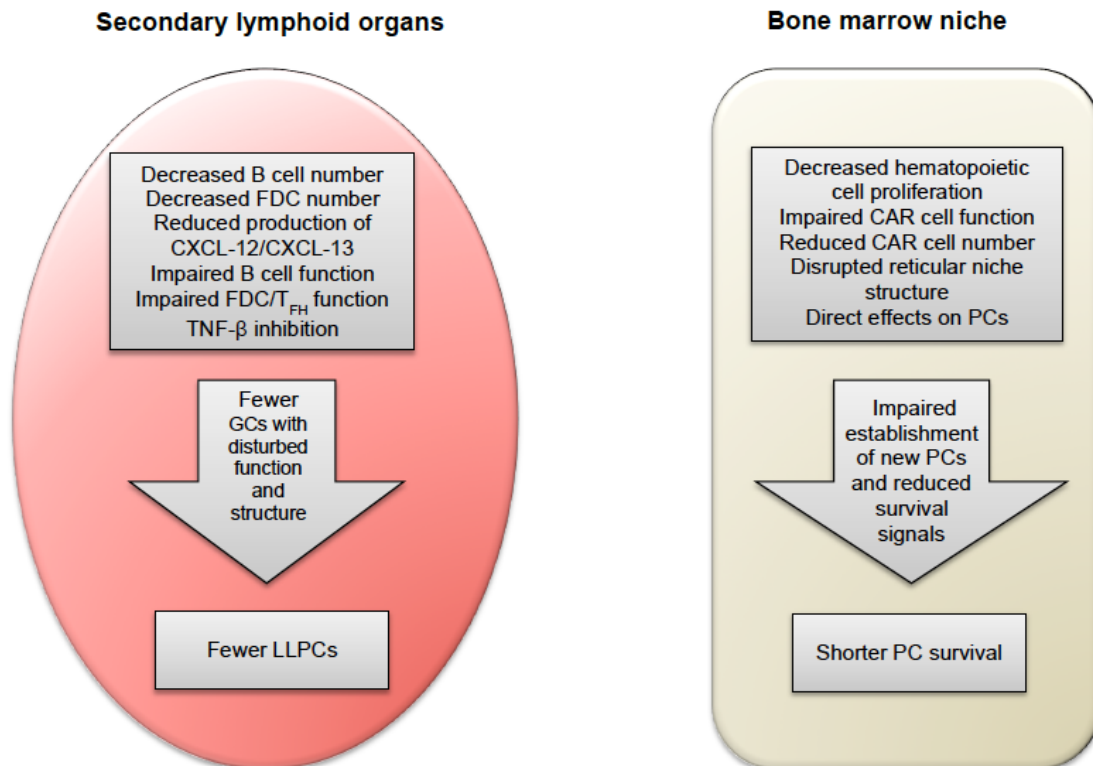 Secondary lymphoid organs
Decreased B cell number
Decreased FDC number
Reduced production of
CXCL-12/CXCL-13
Impaired B cell function
Impaired FDC/TFH function
TNF-β inhibition
Fewer
GCs with
disturbed
function
and
structure
Fewer LLPCs
Bone marrow niche
Decreased hematopoietic
cell proliferation
Impaired CAR cell function
Reduced CAR cell number
Disrupted reticular niche
structure
Direct effects on PCs
Impaired
establishment
of new PCs
and reduced
survival
signals
Shorter PC survival